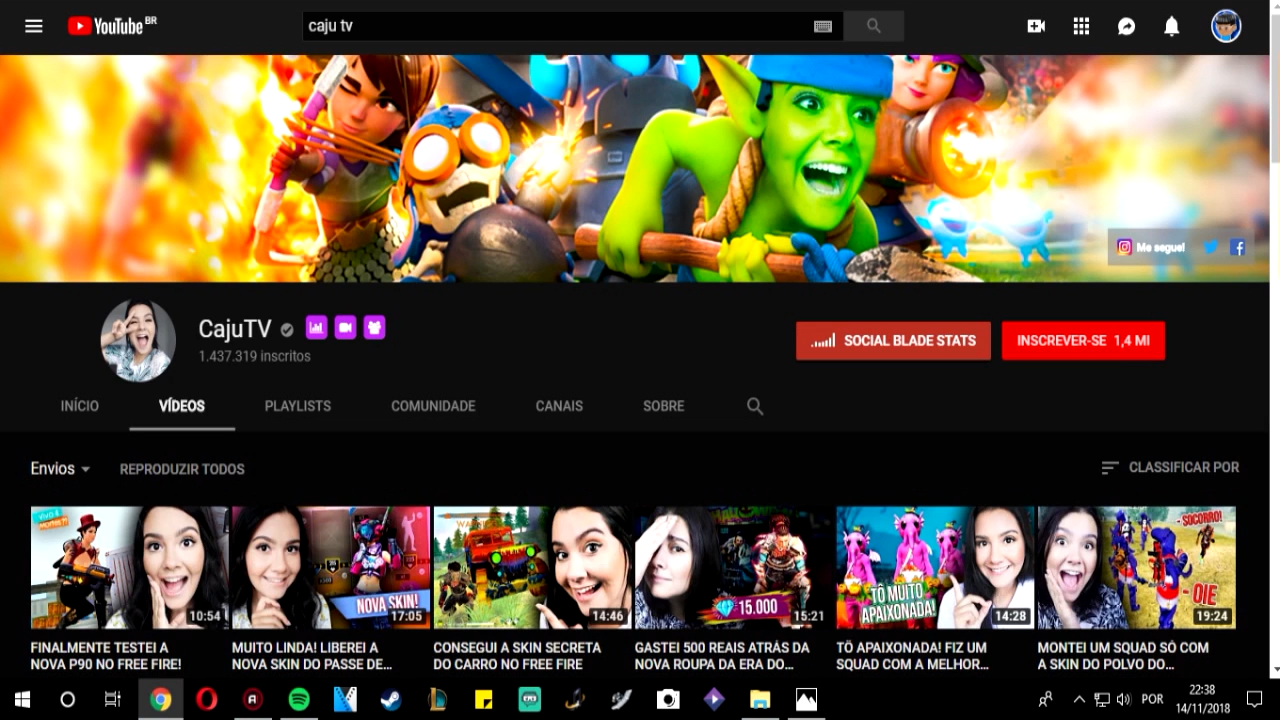 YouTube BR
caju tv
Me segue!
CajuTV
1.437.319 inscritos
SOCIAL BLADE STATS
INSCREVER-SE 1,4 MI
INÍCIO VÍDEOS PLAYLISTS COMUNIDADE CANAIS SOBRE
Envios REPRODUZIR TODOS
CLASSIFICAR POR
10:54
NOVA SKIN!
17:05
14:46
15.000
15:21
TÔ MUITO
APAIXONADA!
14:28
- SOCORRO!
- OIE
19:24
FINALMENTE TESTEI A
NOVA P90 NO FREE FIRE!
MUITO LINDA! LIBEREI A
NOVA SKIN DO PASSE DE...
CONSEGUI A SKIN SECRETA
DO CARRO NO FREE FIRE
GASTEI 500 REAIS ATRÁS DA
NOVA ROUPA DA ERA DO...
TÔ APAIXONADA! FIZ UM
SQUAD COM A MELHOR...
MONTEI UM SQUAD SÓ COM
A SKIN DO POLVO DO...
POR
22:38
14/11/2018